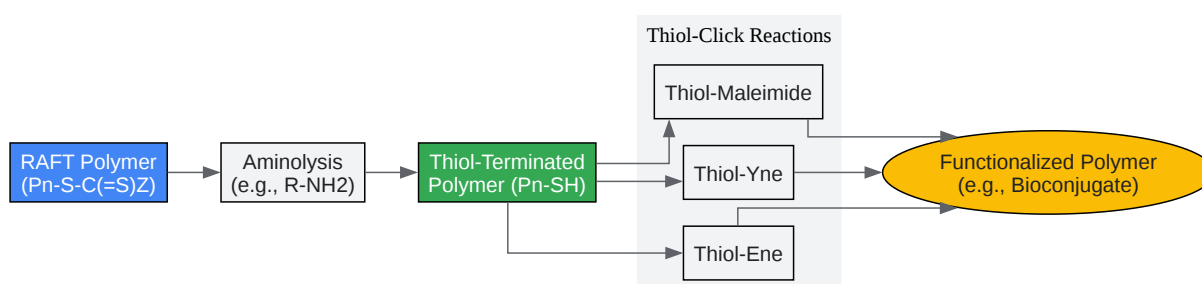 Thiol-Click Reactions
RAFT Polymer
(Pn-S-C(=S)Z)
Aminolysis
(e.g., R-NH2)
Thiol-Terminated
Polymer (Pn-SH)
Thiol-Maleimide
Thiol-Yne
Thiol-Ene
Functionalized Polymer
(e.g., Bioconjugate)